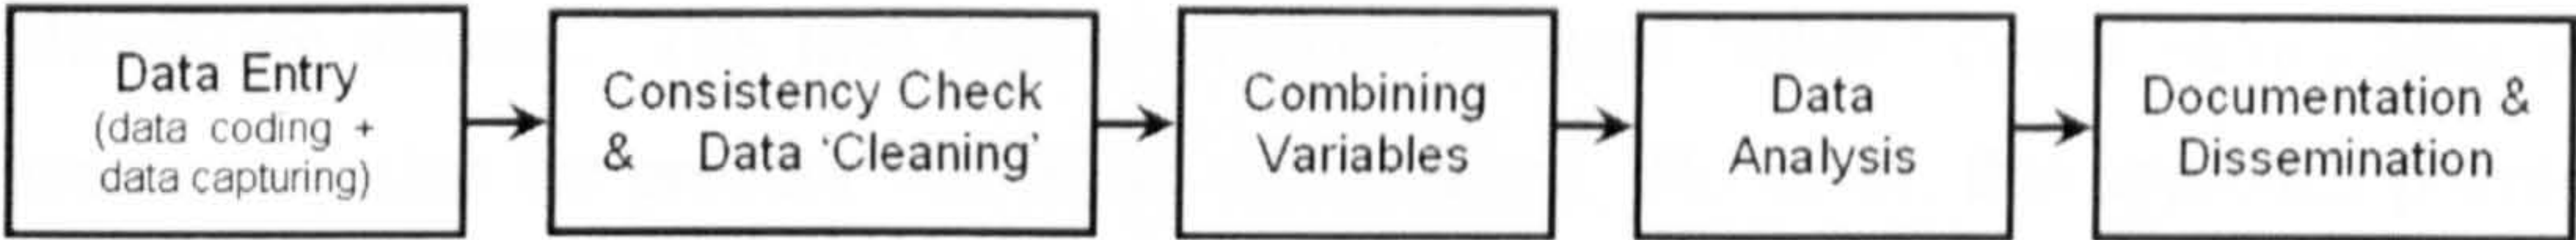 Data Entry
(data coding +
data capturing)
Consistency Check
& Data 'Cleaning'
Combining
Variables
Data
Analysis
Documentation &
Dissemination